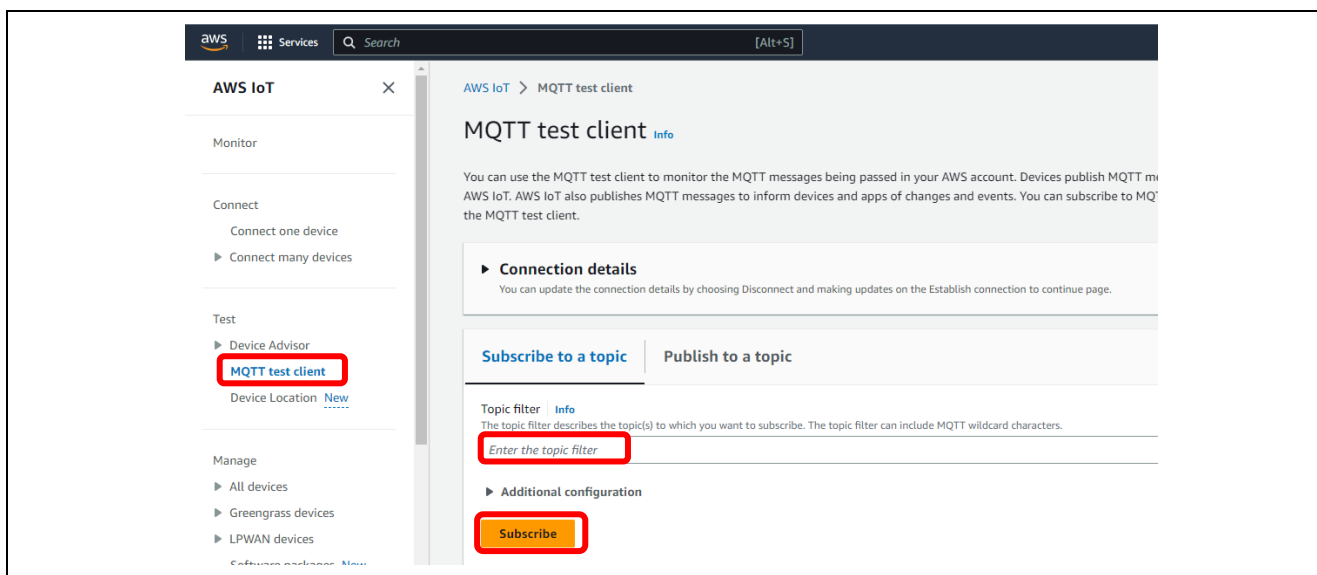 aws Services Search [Alt+S]
AWS IoT
Monitor
Connect
Connect one device
Connect many devices
Test
Device Advisor
MQTT test client
Device Location New
Manage
All devices
Greengrass devices
LPWAN devices
Software packages New
AWS IoT > MQTT test client
MQTT test client Info
You can use the MQTT test client to monitor the MQTT messages being passed in your AWS account. Devices publish MQTT
AWS IoT. AWS IoT also publishes MQTT messages to inform devices and apps of changes and events. You can subscribe to
the MQTT test client.
Connection details
You can update the connection details by choosing Disconnect and making updates on the Establish connection to continue page.
Subscribe to a topic Publish to a topic
Topic filter Info
The topic filter describes the topic(s) to which you want to subscribe. The topic filter can include MQTT wildcard characters.
Enter the topic filter
Additional configuration
Subscribe